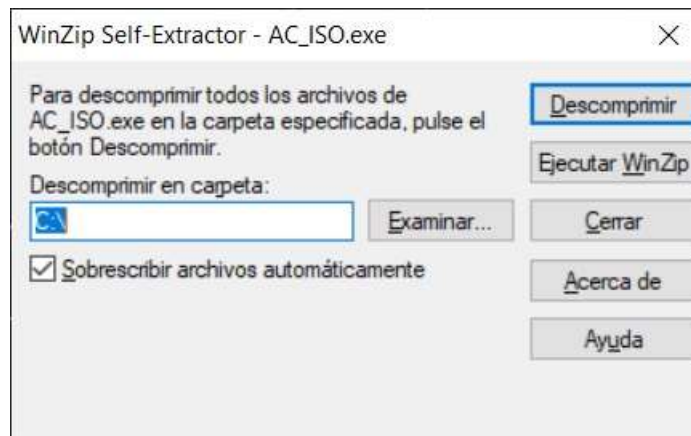 WinZip Self-Extractor - AC_ISO.exe
Para descomprimir todos los archivos de
AC_ISO.exe en la carpeta especificada, pulse el
botón Descomprimir.
Descomprimir en carpeta:
C:\
Examinar...
Sobrescribir archivos automáticamente
Descomprimir
Ejecutar WinZip
Cerrar
Acerca de
Ayuda